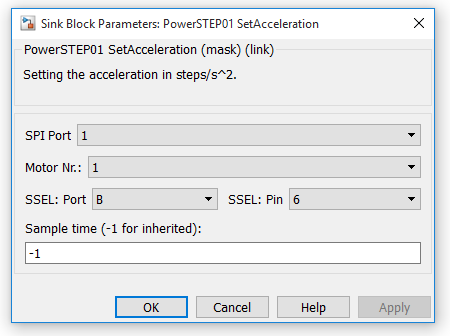 Sink Block Parameters: PowerSTEP01 SetAcceleration
PowerSTEP01 SetAcceleration (mask) (link)
Setting the acceleration in steps/s^2.
SPI Port 1
Motor Nr.: 1
SSEL: Port B SSEL: Pin 6
Sample time (-1 for inherited):
-1
OK Cancel Help Apply